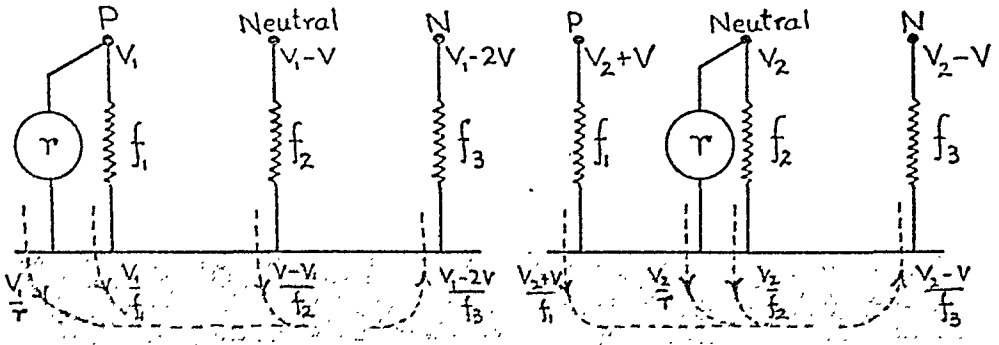 P Neutral N P Neutral N
V₁ V₁-V V₁-2V V₂+V V₂ V₂-V
r f₁ f₂ f₃ f₁ r f₂ f₃
V₁/r V₁/f₁ V-V₁/f₂ V₁-2V/f₃ V₂+V/f₁ V₂/r V₂/f₂ V₂-V/f₃